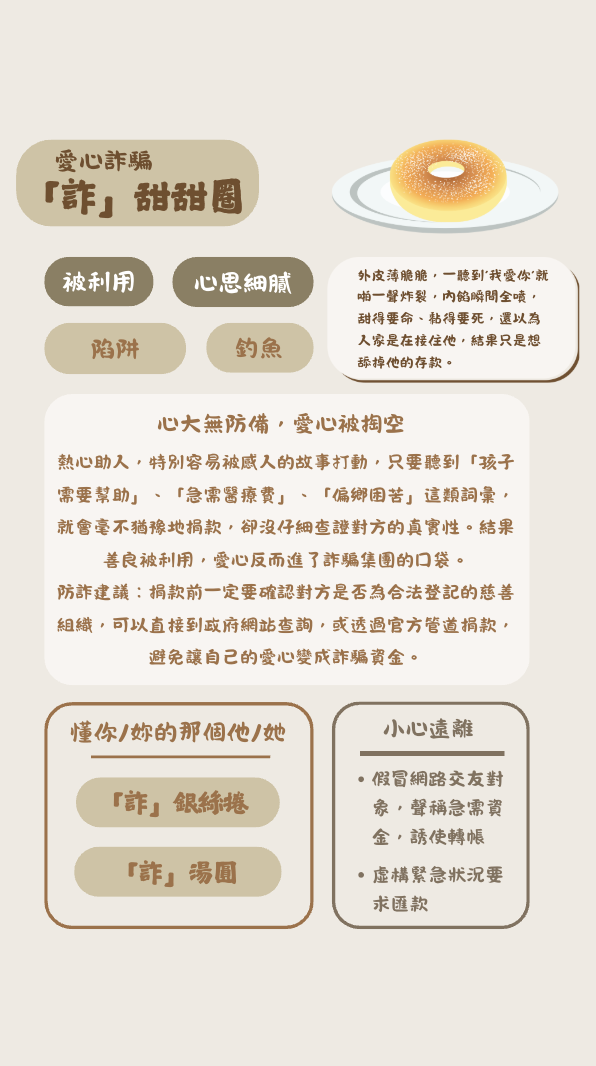 愛心詐騙
「詐」甜甜圈
被利用
心思細膩
陷阱
釣魚
外皮薄脆脆，一聽到'我愛你'就
啪一聲炸裂，內餡瞬間全噴，
甜得要命、黏得要死，還以為
人家是在接住他，結果只是想
舔掉他的存款。
心大無防備，愛心被掏空
熱心助人，特別容易被感人的故事打動，只要聽到「孩子
需要幫助」、「急需醫療費」、「偏鄉困苦」這類詞彙，
就會毫不猶豫地捐款，卻沒仔細查證對方的真實性。結果
善良被利用，愛心反而進了詐騙集團的口袋。
防詐建議：捐款前一定要確認對方是否為合法登記的慈善
組織，可以直接到政府網站查詢，或透過官方管道捐款，
避免讓自己的愛心變成詐騙資金。
懂你/妳的那個他/她
「詐」銀絲捲
「詐」湯圓
小心遠離
• 假冒網路交友對
象，聲稱急需資
金，誘使轉帳
• 虛構緊急狀況要
求匯款